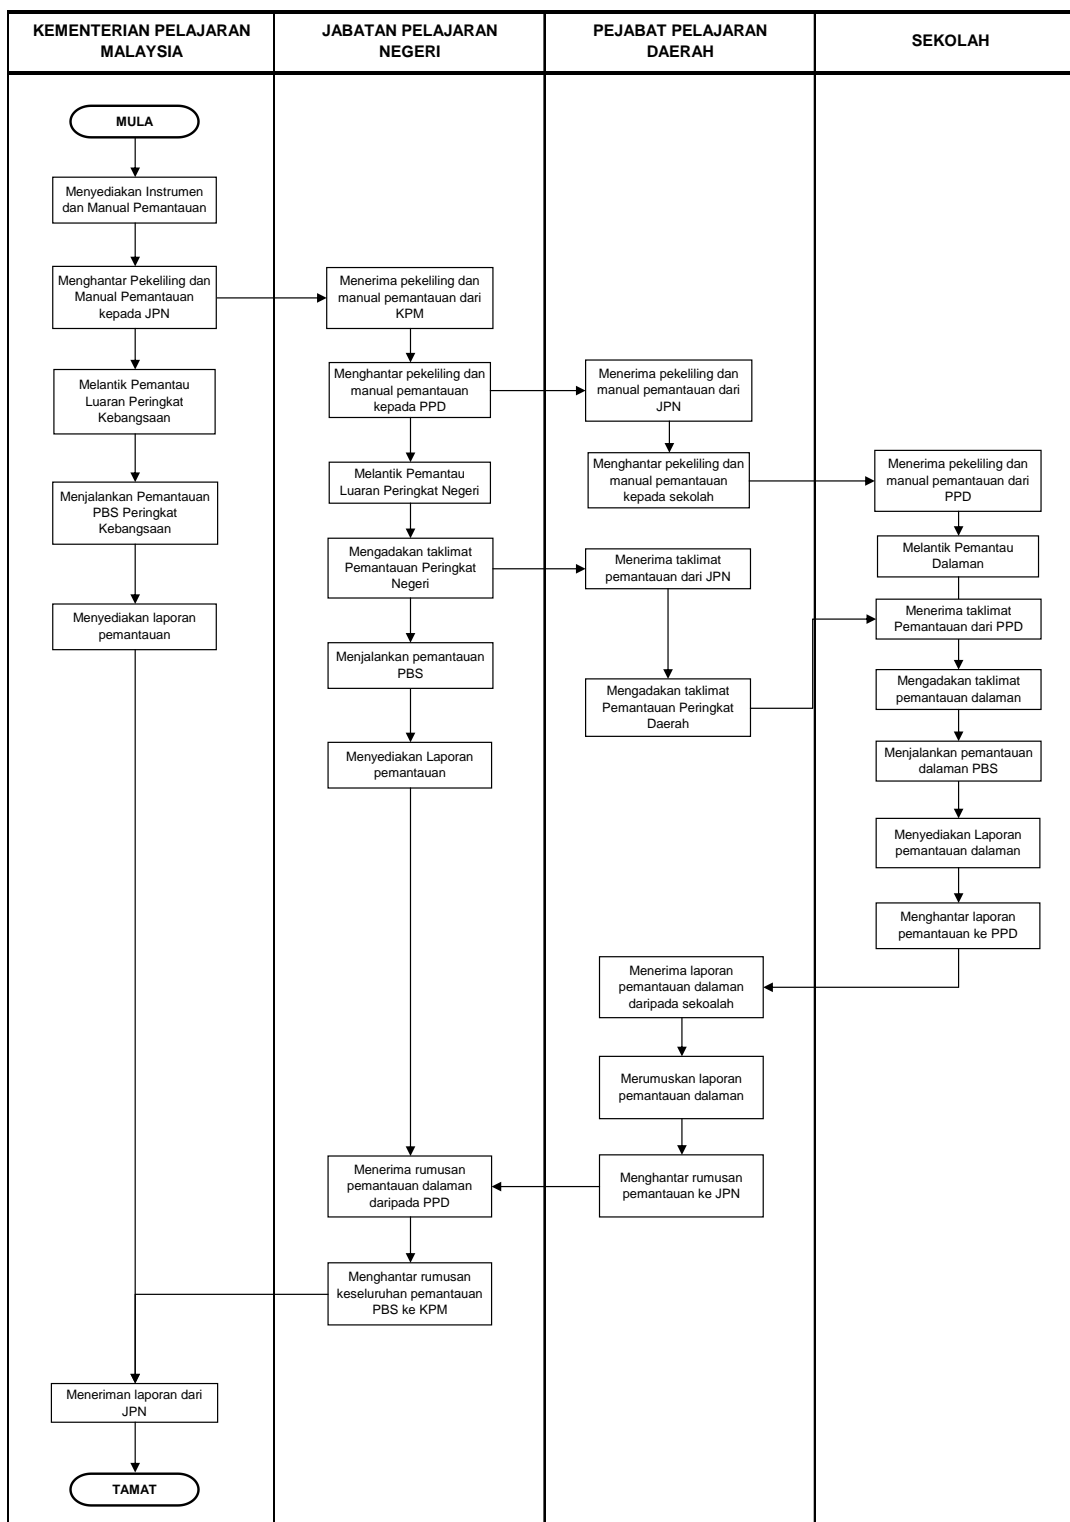 KEMENTERIAN PELAJARAN
MALAYSIA
JABATAN PELAJARAN
NEGERI
PEJABAT PELAJARAN
DAERAH
SEKOLAH
MULA
Menyediakan Instrumen
dan Manual Pemantauan
Menghantar Pekeliling dan
Manual Pemantauan
kepada JPN
Melantik Pemantau
Luaran Peringkat
Kebangsaan
Menjalankan Pemantauan
PBS Peringkat
Kebangsaan
Menyediakan laporan
pemantauan
Menerima pekeliling dan
manual pemantauan dari
KPM
Menghantar pekeliling dan
manual pemantauan
kepada PPD
Melantik Pemantau
Luaran Peringkat Negeri
Mengadakan taklimat
Pemantauan Peringkat
Negeri
Menjalankan pemantauan
PBS
Menyediakan Laporan
pemantauan
Menerima pekeliling dan
manual pemantauan dari
JPN
Menghantar pekeliling dan
manual pemantauan
kepada sekolah
Menerima taklimat
pemantauan dari JPN
Mengadakan taklimat
Pemantauan Peringkat
Daerah
Menerima pekeliling dan
manual pemantauan dari
PPD
Melantik Pemantau
Dalaman
Menerima taklimat
Pemantauan dari PPD
Mengadakan taklimat
pemantauan dalaman
Menjalankan pemantauan
dalaman PBS
Menyediakan Laporan
pemantauan dalaman
Menghantar laporan
pemantauan ke PPD
Menerima laporan
pemantauan dalaman
daripada sekoalah
Merumuskan laporan
pemantauan dalaman
Menghantar rumusan
pemantauan ke JPN
Menerima rumusan
pemantauan dalaman
daripada PPD
Menghantar rumusan
keseluruhan pemantauan
PBS ke KPM
Meneriman laporan dari
JPN
TAMAT